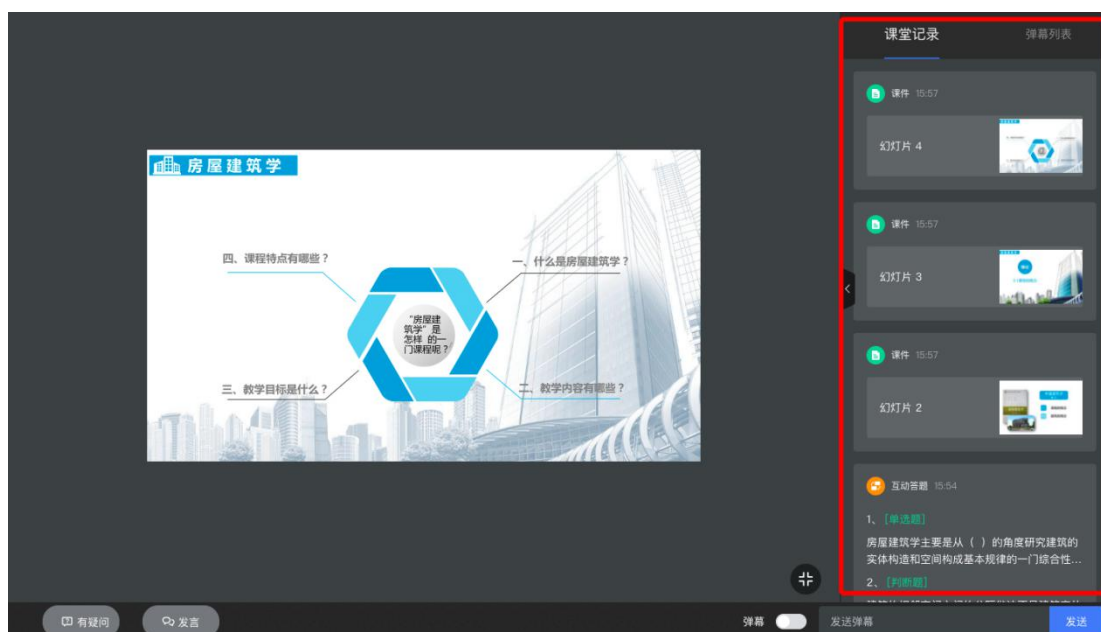 房屋建筑学
四、课程特点有哪些？
一、什么是房屋建筑学？
“房屋建
筑学”是
怎样 的一
门课程呢？
三、教学目标是什么？
二、教学内容有哪些？
课堂记录
弹幕列表
课件 15:57
幻灯片 4
课件 15:57
幻灯片 3
课件 15:57
幻灯片 2
互动答题 15:54
1、[单选题]
房屋建筑学主要是从（ ）的角度研究建筑的
实体构造和空间构成基本规律的一门综合性...
2、[判断题]
有疑问
发言
弹幕
发送弹幕
发送